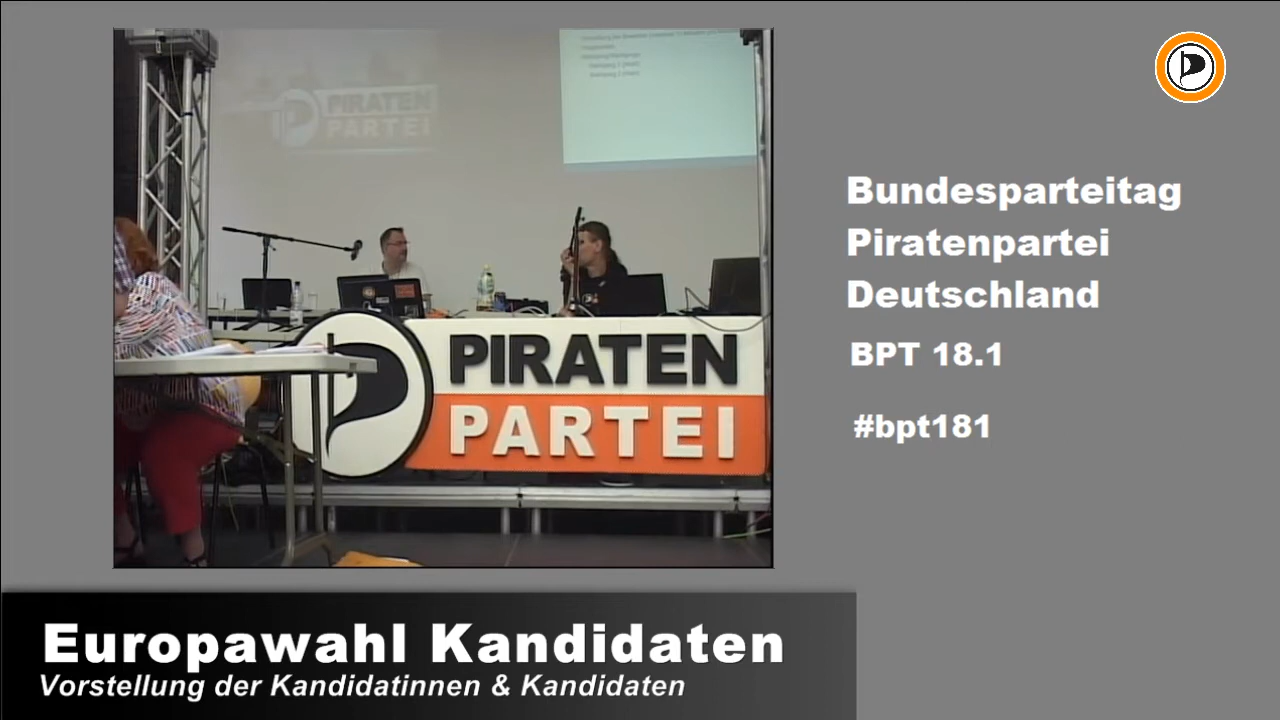 PIRATEN
PARTEI
PIRATEN
PARTEI
Bundesparteitag
Piratenpartei
Deutschland
BPT 18.1
#bpt181
Europawahl Kandidaten
Vorstellung der Kandidatinnen & Kandidaten